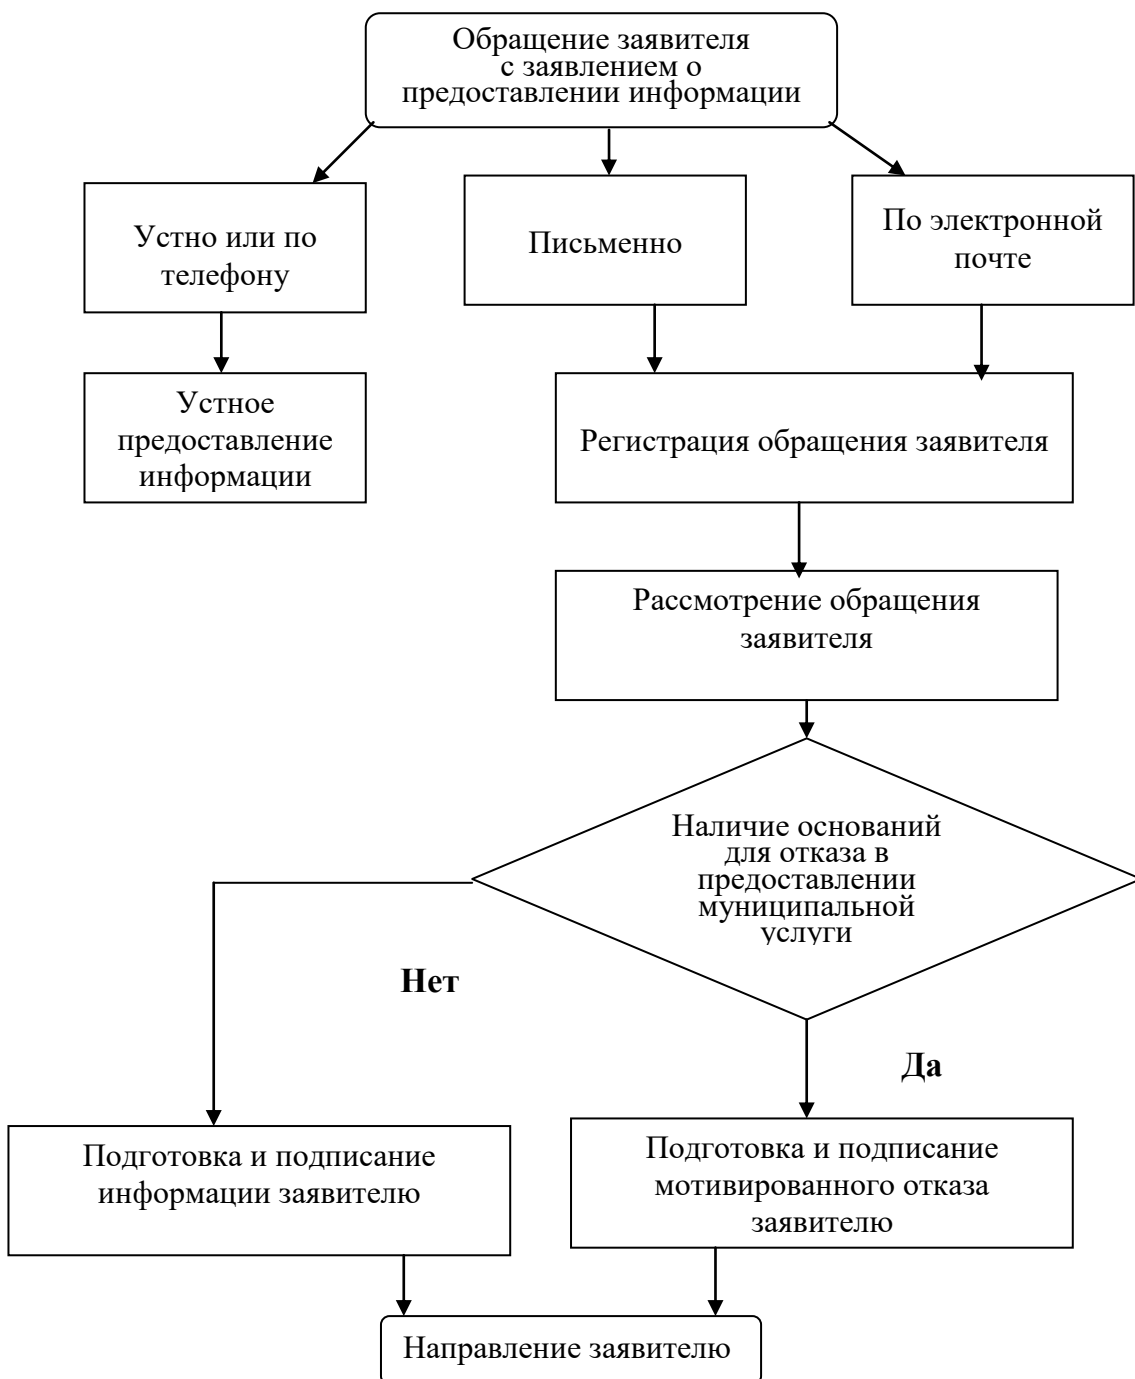 Обращение заявителя
с заявлением о
предоставлении информации
Устно или по
телефону
Письменно
По электронной
почте
Устное
предоставление
информации
Регистрация обращения заявителя
Рассмотрение обращения
заявителя
Наличие оснований
для отказа в
предоставлении
муниципальной
услуги
Нет
Да
Подготовка и подписание
информации заявителю
Подготовка и подписание
мотивированного отказа
заявителю
Направление заявителю